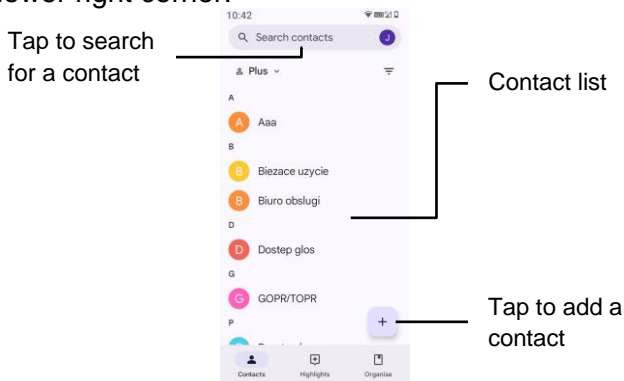 lower right corner.
10:42
Tap to search
for a contact
Search contacts
J
Plus
Contact list
A
A Aaa
B
B Biezace uzycie
B Biuro obslugi
D
D Dostep glos
G
G GOPR/TOPR
P
+
Tap to add a
contact
Contacts Highlights Organise